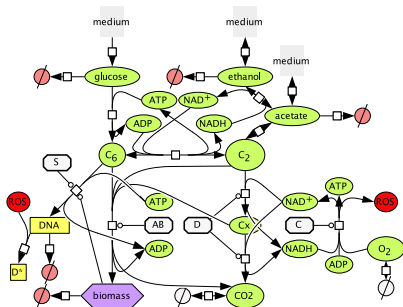 medium
medium
medium
glucose
ethanol
ATP
NAD+
acetate
ADP
NADH
C6
C2
S
ATP
ROS
NAD+
ATP
ROS
DNA
AB
D
Cx
C
ADP
NADH
O2
D*
ADP
biomass
CO2